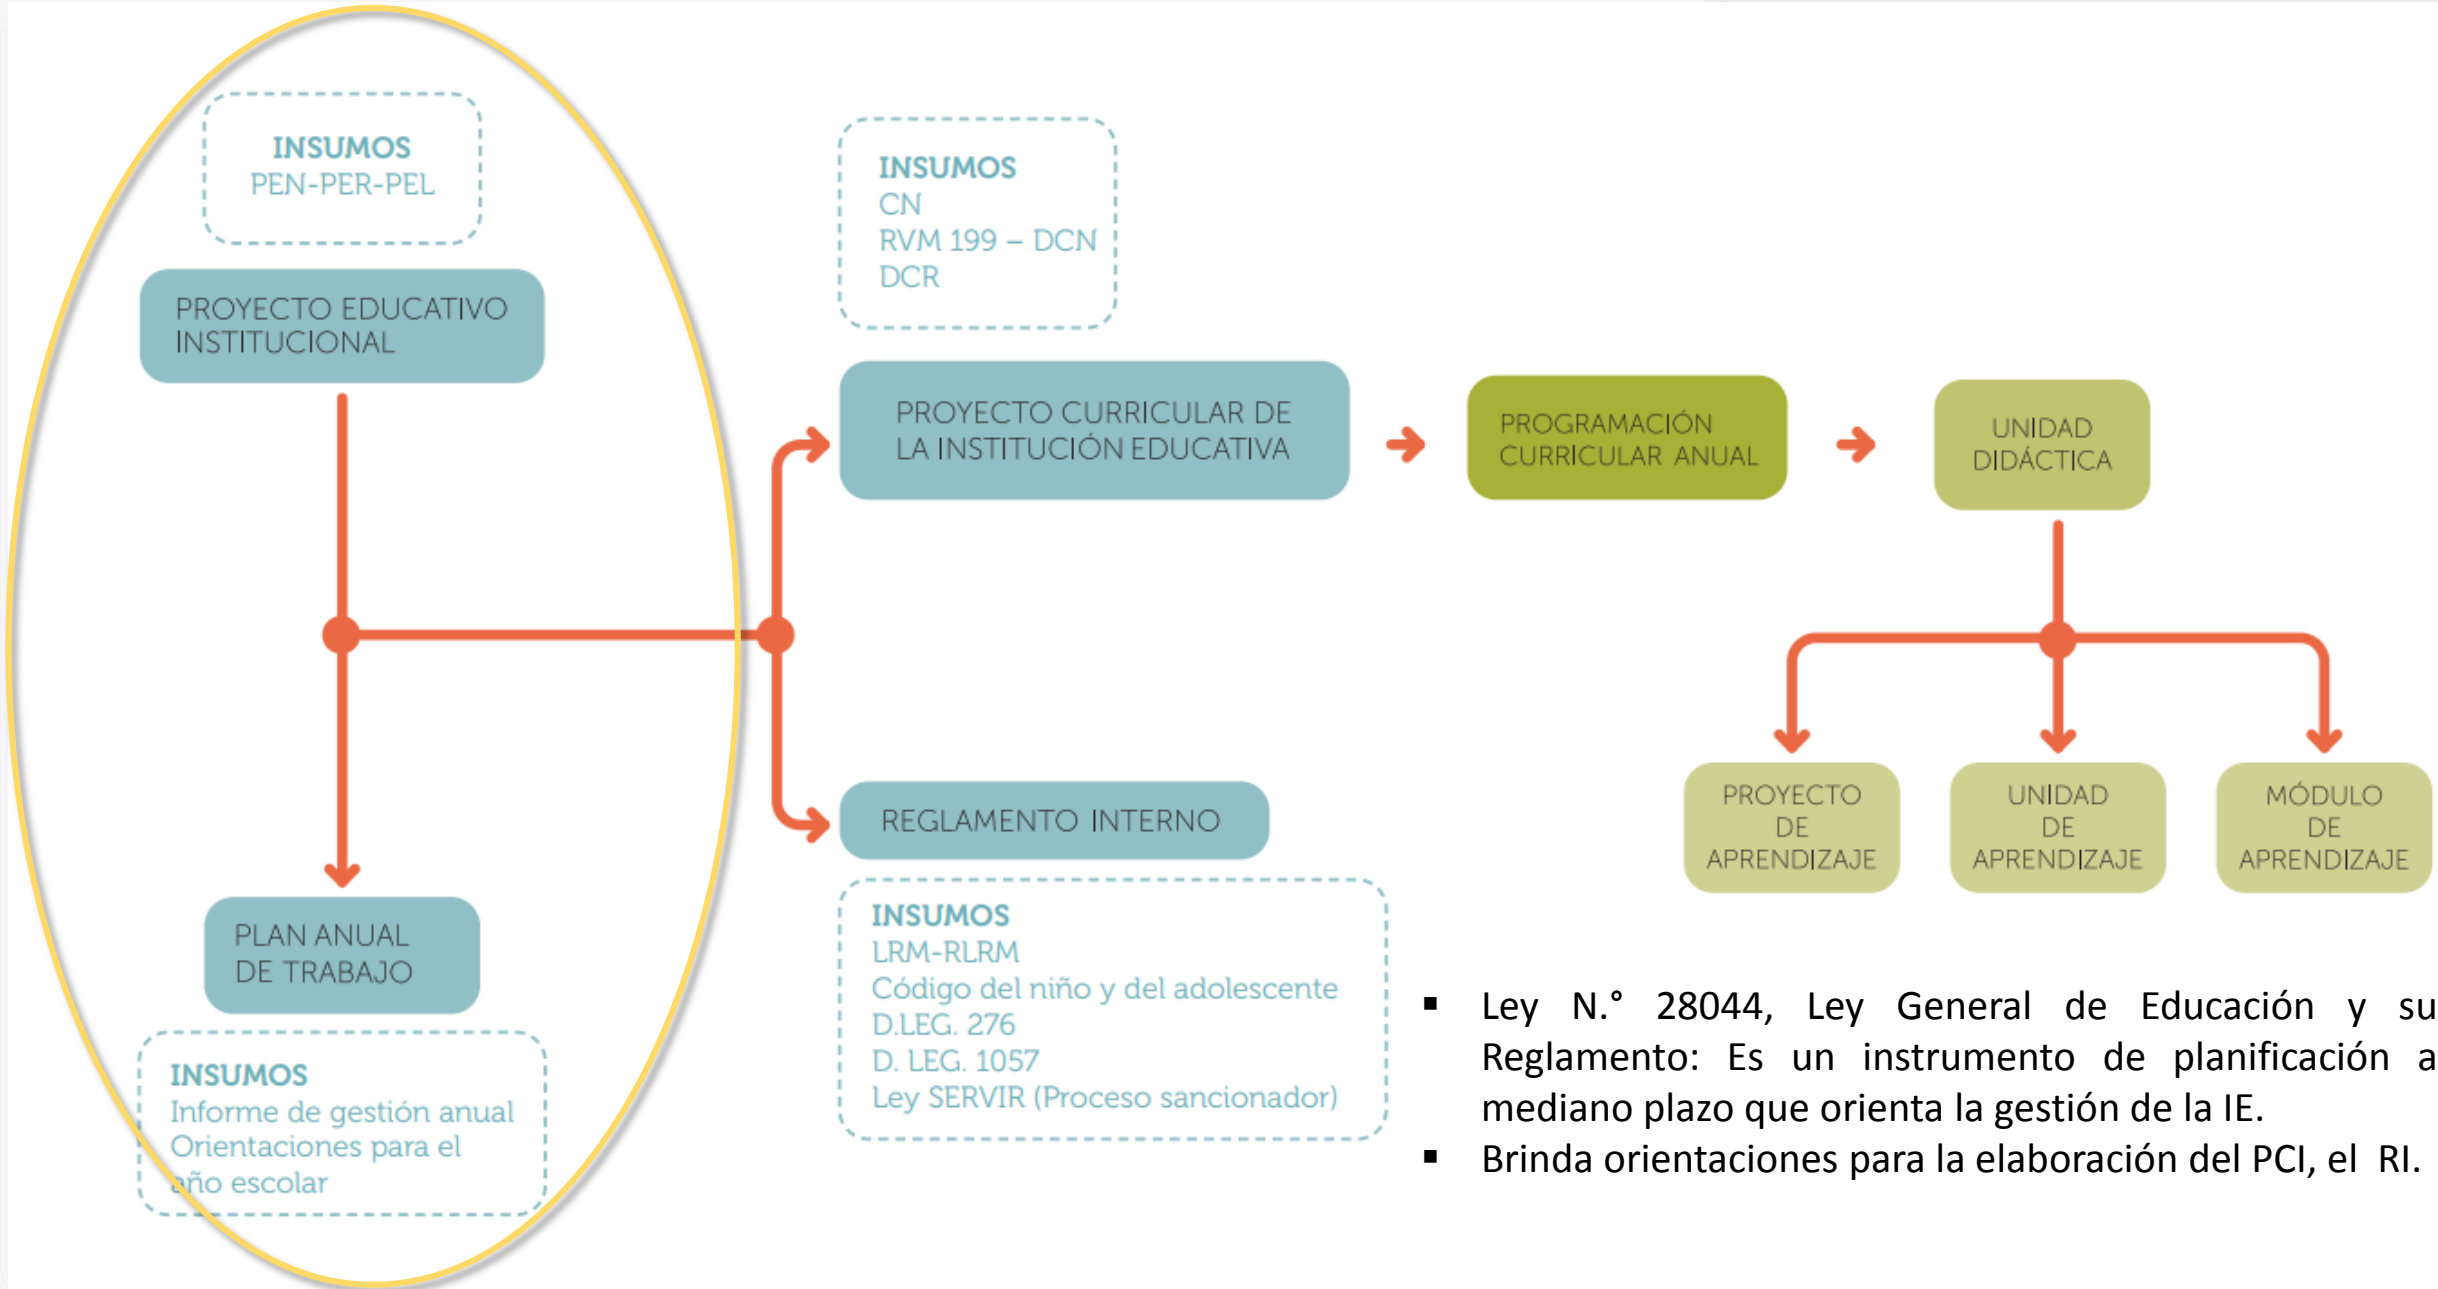 INSUMOS
PEN-PER-PEL
PROYECTO EDUCATIVO
INSTITUCIONAL
PLAN ANUAL
DE TRABAJO
INSUMOS
Informe de gestión anual
Orientaciones para el
año escolar
INSUMOS
CN
RVM 199 – DCN
DCR
PROYECTO CURRICULAR DE
LA INSTITUCIÓN EDUCATIVA
REGLAMENTO INTERNO
INSUMOS
LRM-RLRM
Código del niño y del adolescente
D.LEG. 276
D. LEG. 1057
Ley SERVIR (Proceso sancionador)
PROGRAMACIÓN
CURRICULAR ANUAL
UNIDAD
DIDÁCTICA
PROYECTO
DE
APRENDIZAJE
UNIDAD
DE
APRENDIZAJE
MÓDULO
DE
APRENDIZAJE
▪ Ley N.° 28044, Ley General de Educación y su
Reglamento: Es un instrumento de planificación a
mediano plazo que orienta la gestión de la IE.
▪ Brinda orientaciones para la elaboración del PCI, el RI.